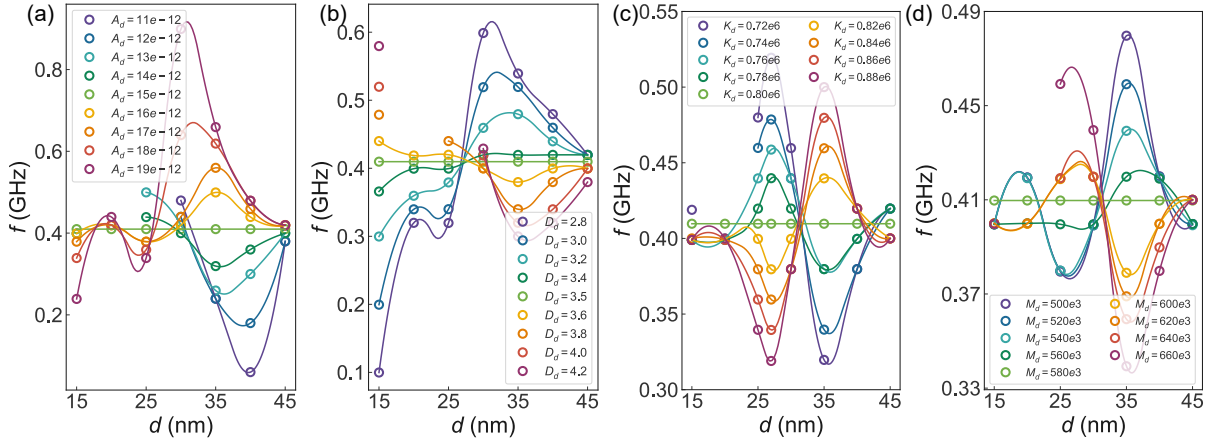 (a)
A_d = 11e−12
A_d = 12e−12
A_d = 13e−12
A_d = 14e−12
A_d = 15e−12
A_d = 16e−12
A_d = 17e−12
A_d = 18e−12
A_d = 19e−12
0.8
0.6
0.4
0.2
f (GHz)
15 25 35 45
d (nm)
(b)
0.6
0.5
0.4
0.3
0.2
0.1
f (GHz)
D_d = 2.8
D_d = 3.0
D_d = 3.2
D_d = 3.4
D_d = 3.5
D_d = 3.6
D_d = 3.8
D_d = 4.0
D_d = 4.2
15 25 35 45
d (nm)
(c)
K_d = 0.72e6
K_d = 0.74e6
K_d = 0.76e6
K_d = 0.78e6
K_d = 0.80e6
K_d = 0.82e6
K_d = 0.84e6
K_d = 0.86e6
K_d = 0.88e6
0.55
0.50
0.45
0.40
0.35
0.30
f (GHz)
15 25 35 45
d (nm)
(d)
0.49
0.45
0.41
0.37
0.33
f (GHz)
M_d = 500e3
M_d = 520e3
M_d = 540e3
M_d = 560e3
M_d = 580e3
M_d = 600e3
M_d = 620e3
M_d = 640e3
M_d = 660e3
15 25 35 45
d (nm)